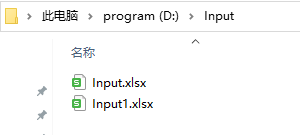 此电脑 > program (D:) > Input
名称
Input.xlsx
Input1.xlsx